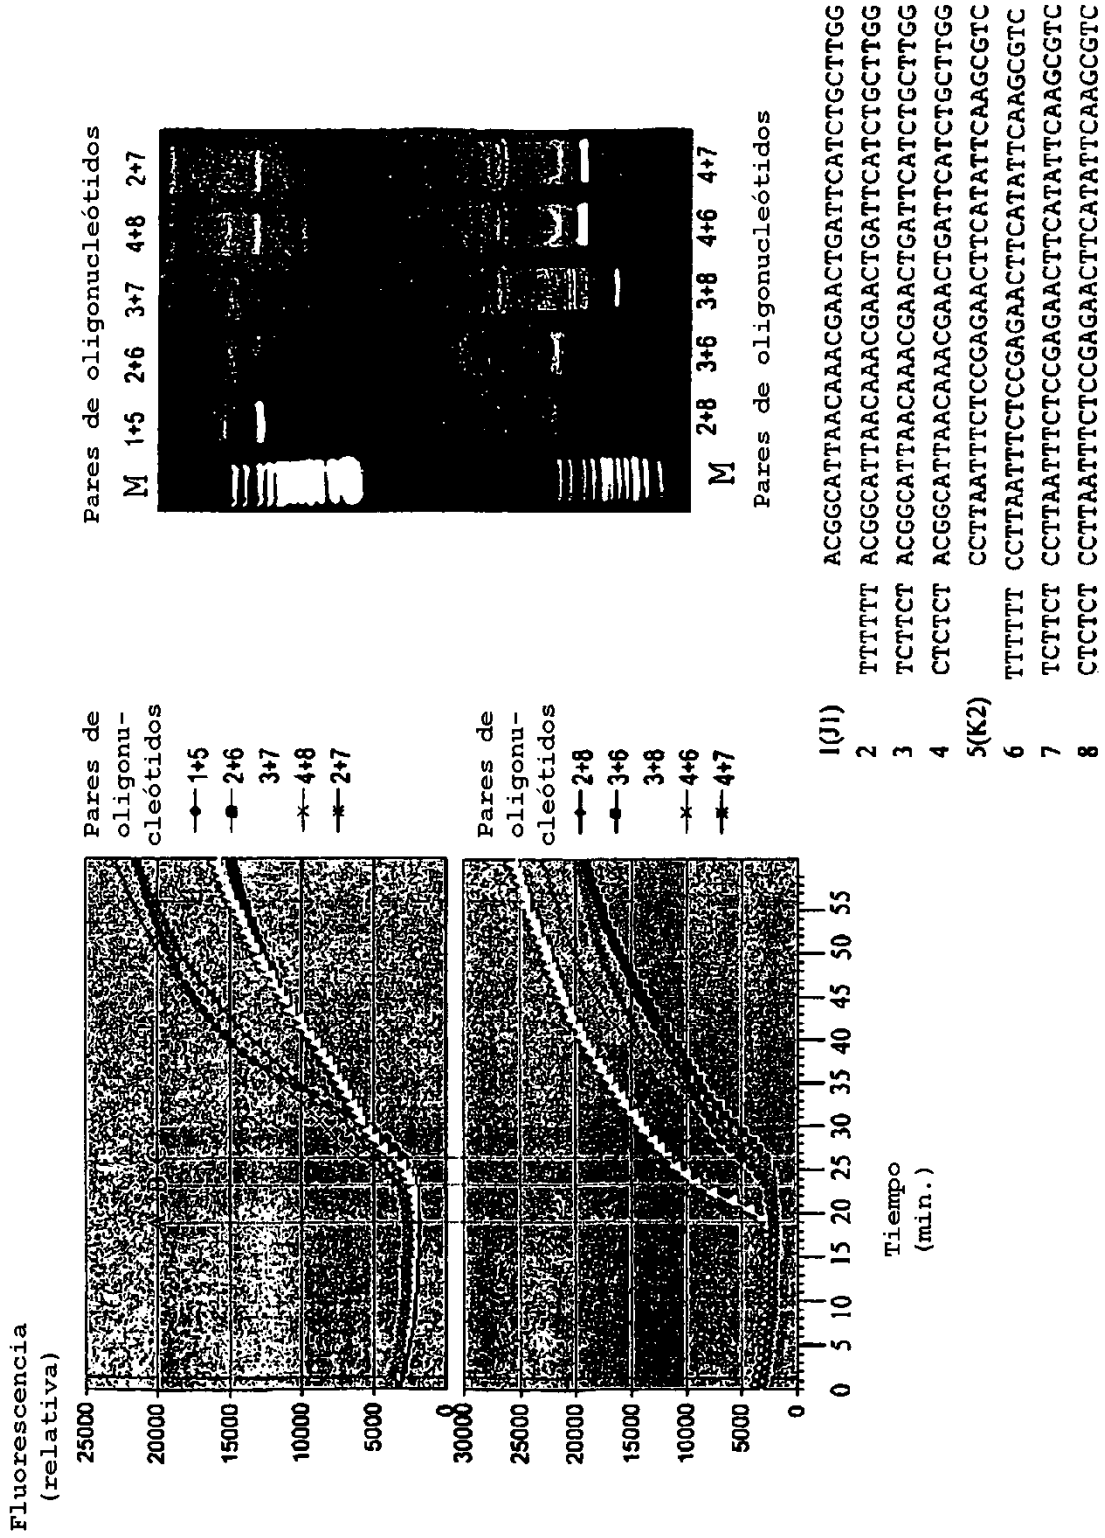 Fluorescencia
(relativa)
25000
20000
15000
10000
5000
0
Pares de
oligonu-
cleótidos
1+5
2+6
3+7
4+8
2+7
30000
25000
20000
15000
10000
5000
0
Pares de
oligonu-
cleótidos
2+8
3+6
3+8
4+6
4+7
0 5 10 15 20 25 30 35 40 45 50 55
Tiempo
(min.)
Pares de oligonucleótidos
M 1+5 2+6 3+7 4+8 2+7
M 2+8 3+6 3+8 4+6 4+7
Pares de oligonucleótidos
1(J1) ACGGCATTAACAAACGAACTGATTCATCTGCTTGG
2 TTTTTT ACGGCATTAACAAACGAACTGATTCATCTGCTTGG
3 TCTTCT ACGGCATTAACAAACGAACTGATTCATCTGCTTGG
4 CTCTCT ACGGCATTAACAAACGAACTGATTCATCTGCTTGG
5(K2) CCTTAATTTCTCCGAGAACTTCATATTCAAGCGTC
6 TTTTTT CCTTAATTTCTCCGAGAACTTCATATTCAAGCGTC
7 TCTTCT CCTTAATTTCTCCGAGAACTTCATATTCAAGCGTC
8 CTCTCT CCTTAATTTCTCCGAGAACTTCATATTCAAGCGTC